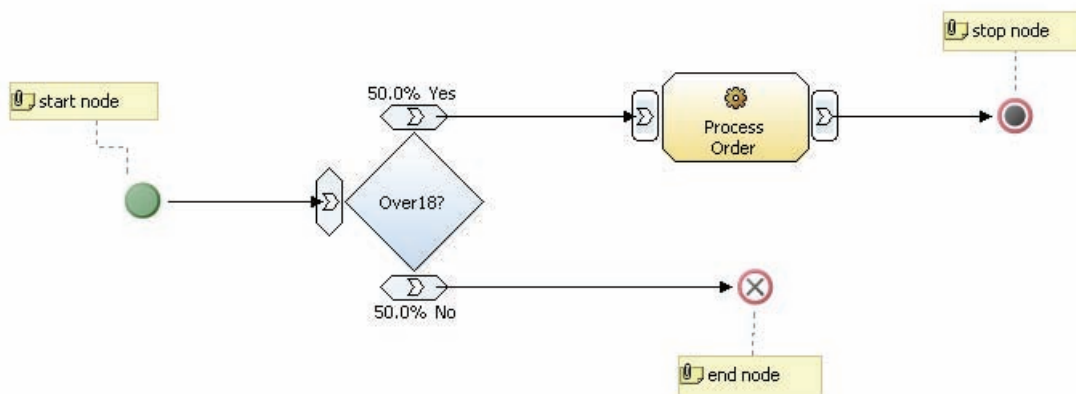 stop node
start node
50.0% Yes
Process
Order
Over18?
50.0% No
end node